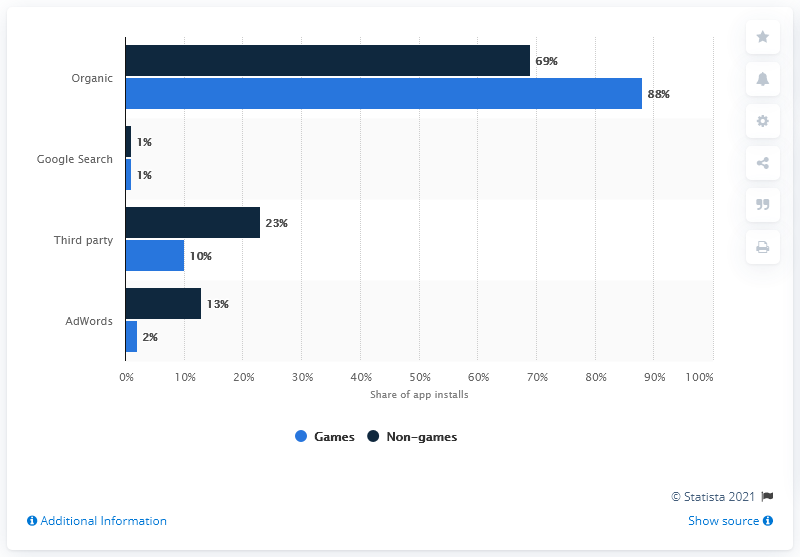 Organic
69%
88%
Google Search
1%
1%
Third party
23%
10%
AdWords
13%
2%
0% 10% 20% 30% 40% 50% 60% 70% 80% 90% 100%
Share of app installs
Games Non-games
© Statista 2021
Additional Information Show source